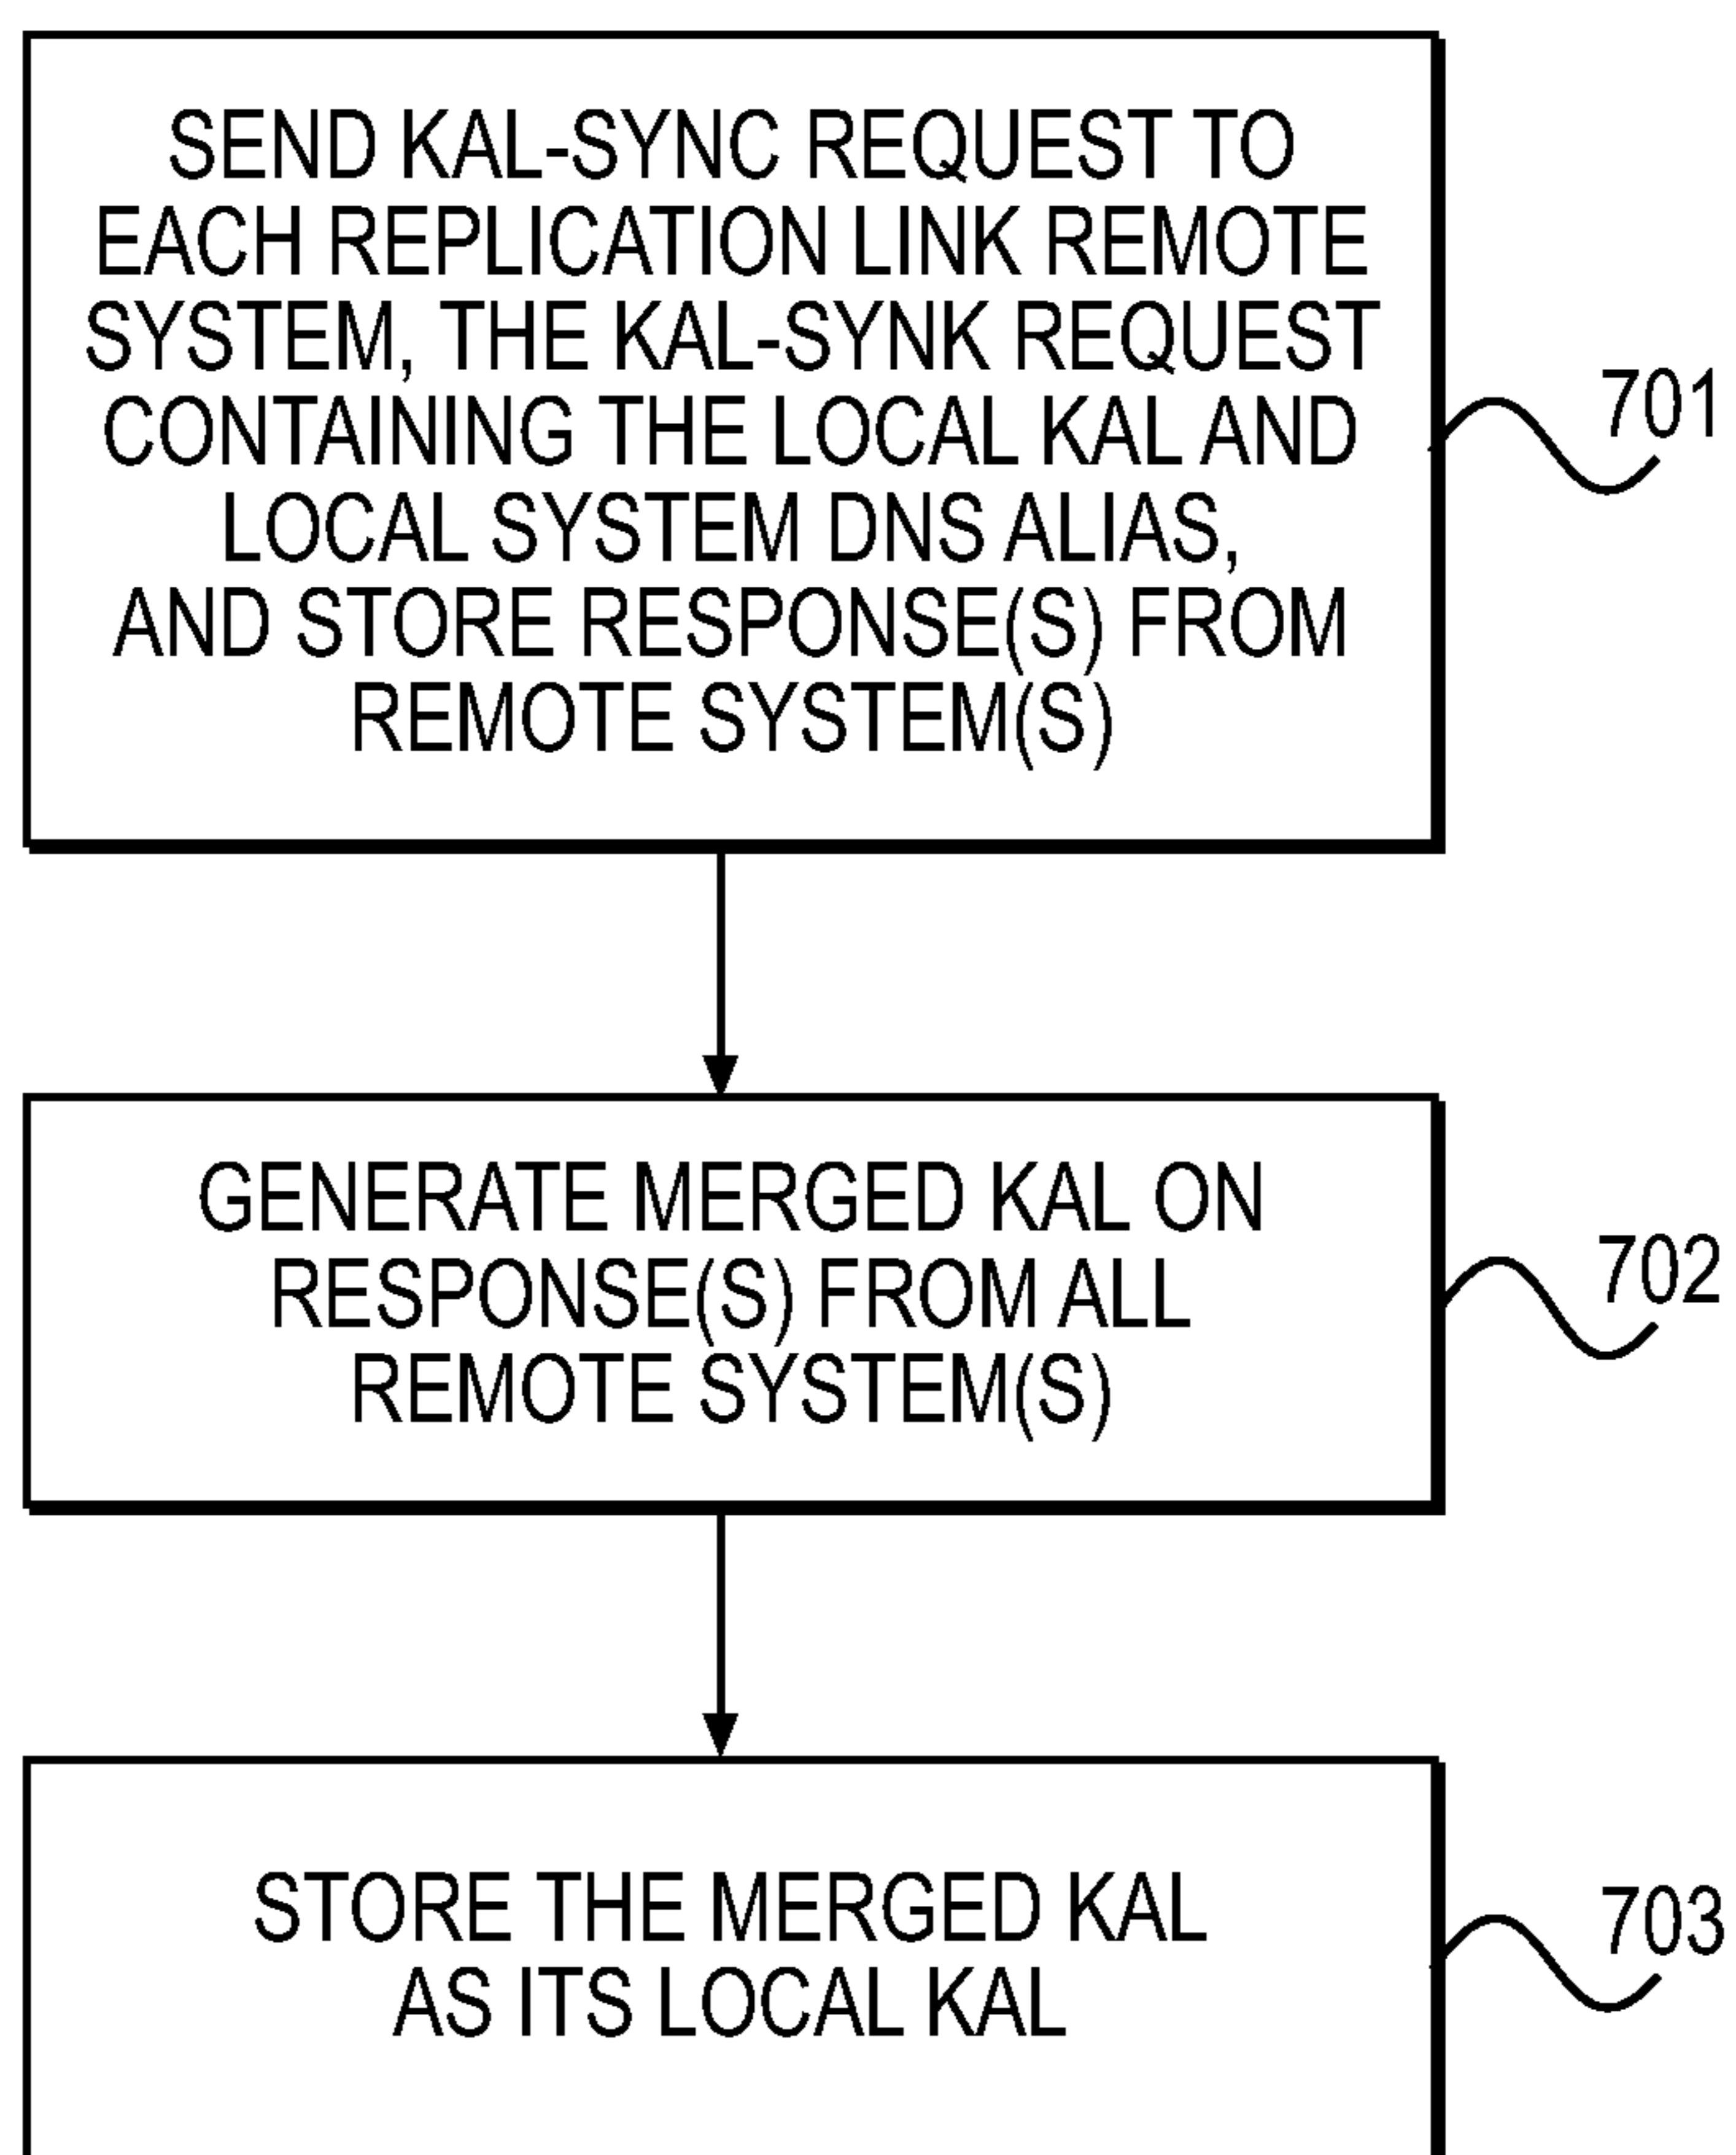 SEND KAL-SYNC REQUEST TO
EACH REPLICATION LINK REMOTE
SYSTEM, THE KAL-SYNK REQUEST
CONTAINING THE LOCAL KAL AND
LOCAL SYSTEM DNS ALIAS,
AND STORE RESPONSE(S) FROM
REMOTE SYSTEM(S)
701
GENERATE MERGED KAL ON
RESPONSE(S) FROM ALL
REMOTE SYSTEM(S)
702
STORE THE MERGED KAL
AS ITS LOCAL KAL
703